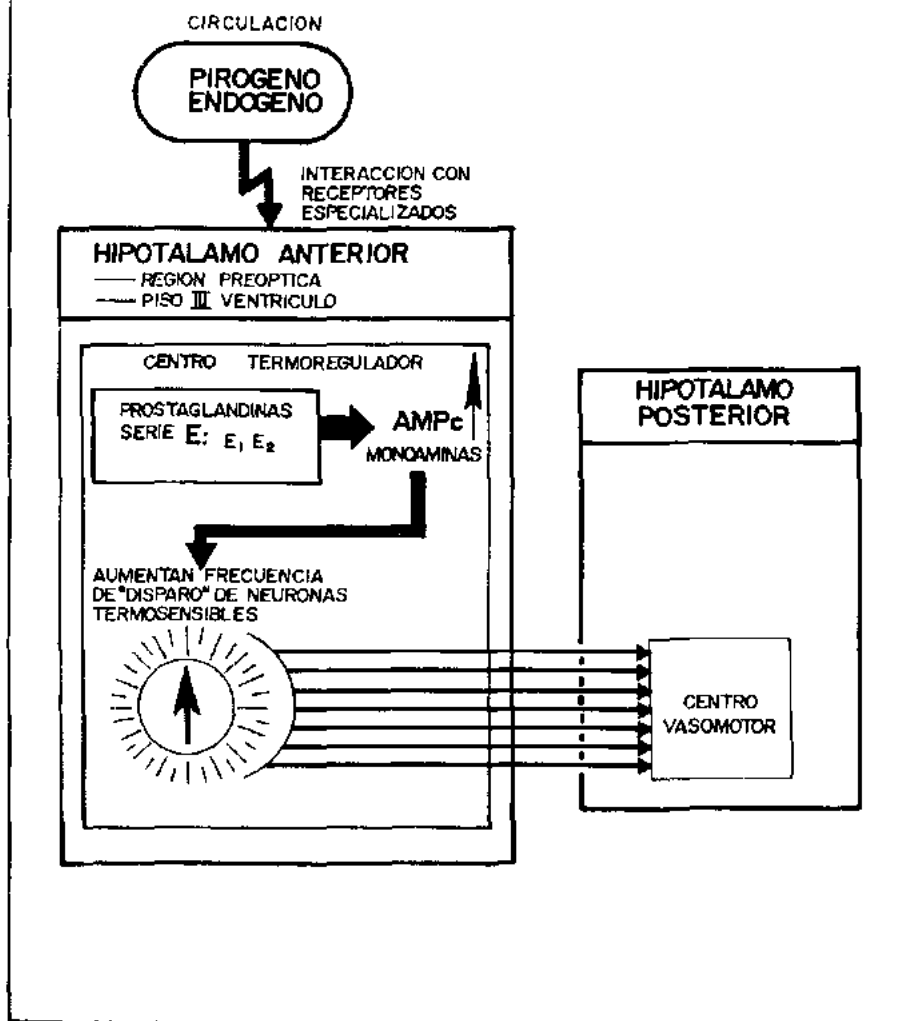 CIRCULACION
PIROGENO
ENDOGENO
INTERACCION CON
RECEPTORES
ESPECIALIZADOS
HIPOTALAMO ANTERIOR
— REGION PREOPTICA
— PISO III VENTRICULO
CENTRO TERMOREGULADOR
PROSTAGLANDINAS
SERIE E: E₁ E₂
AMPc
MONOAMINAS
AUMENTAN FRECUENCIA
DE "DISPARO" DE NEURONAS
TERMOSENSIBLES
HIPOTALAMO
POSTERIOR
CENTRO
VASOMOTOR